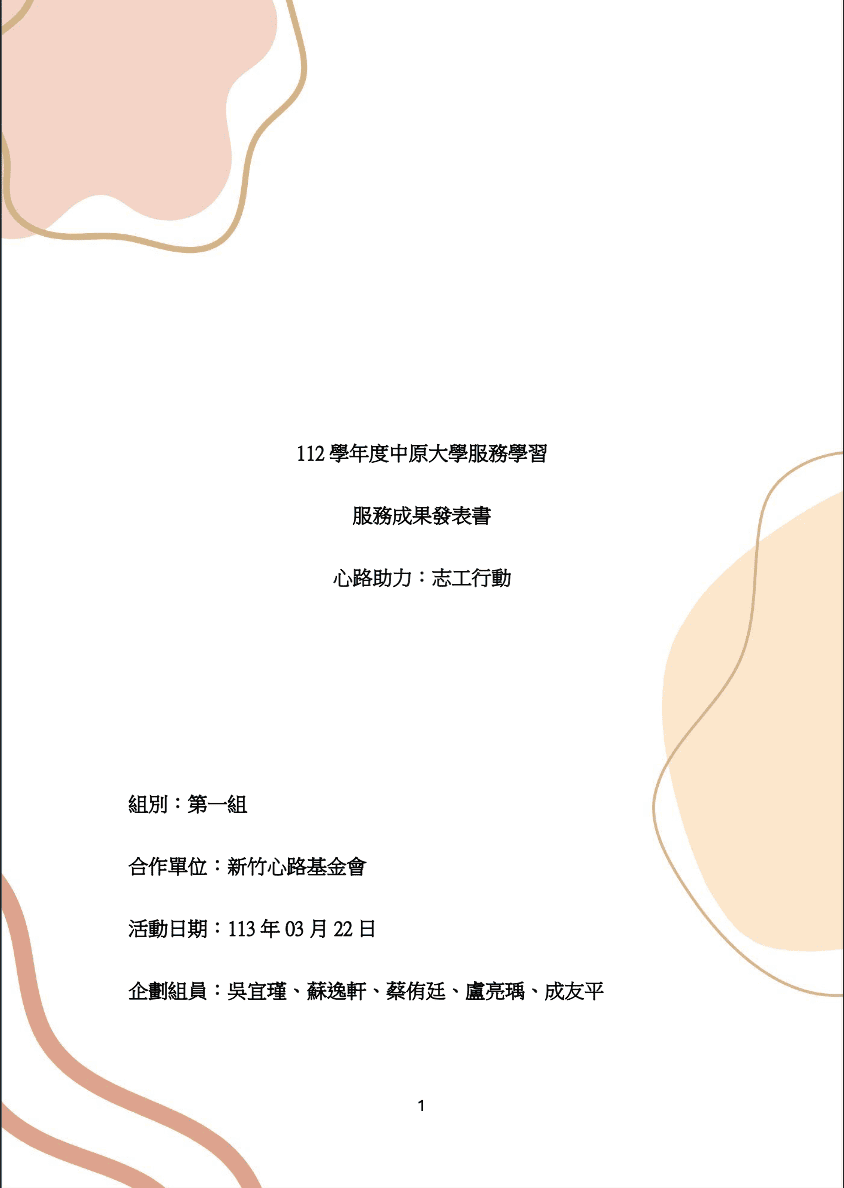 112 學年度中原大學服務學習
服務成果發表書
心路助力：志工行動
組別：第一組
合作單位：新竹心路基金會
活動日期：113 年 03 月 22 日
企劃組員：吳宜瑾、蘇逸軒、蔡侑廷、盧亮瑀、成友平
1